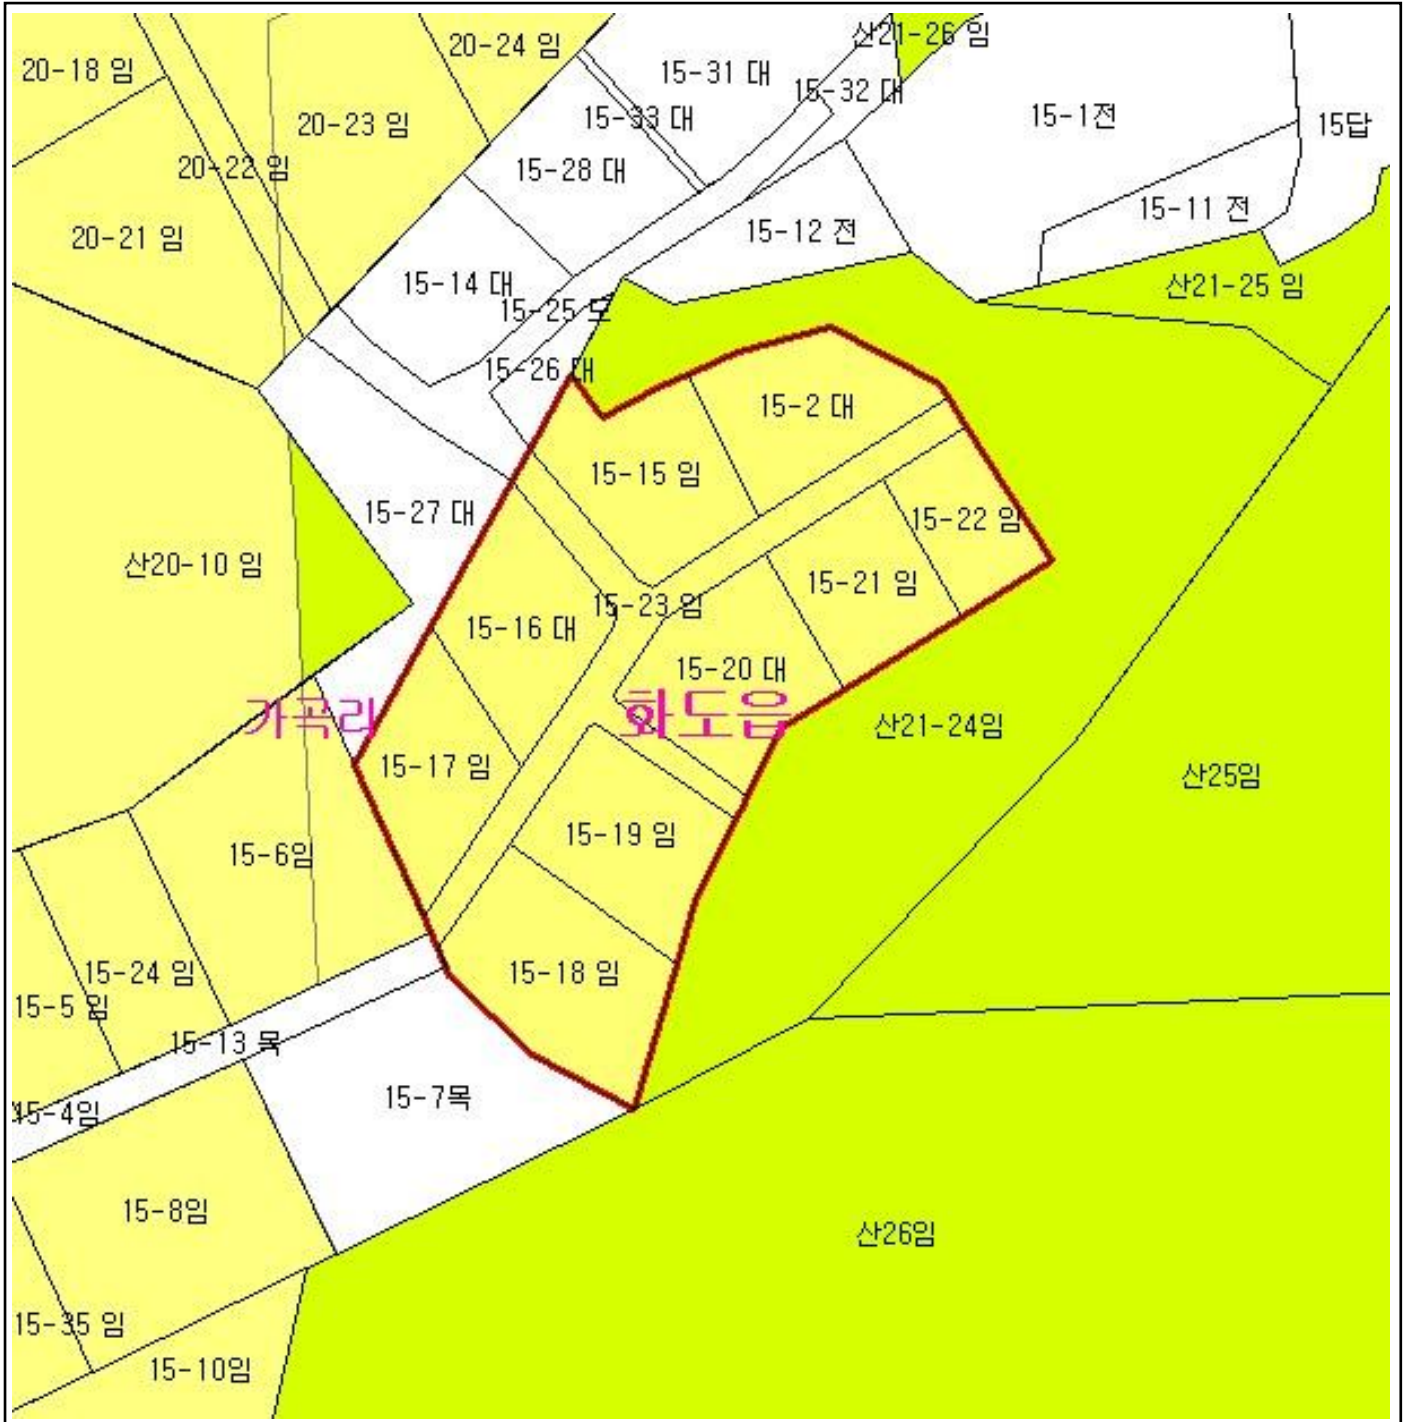 산21-26 임
20-24 임
20-18 임
15-31 대
15-32 대
15-33 대
20-23 임
15-1전
15답
20-22 임
15-28 대
15-11 전
15-12 전
20-21 임
15-14 대
산21-25 임
15-25 도
15-26 대
15-2 대
15-15 임
15-27 대
15-22 임
산20-10 임
15-21 임
15-23 임
15-16 대
15-20 대
가곡리
화도읍
산21-24임
15-17 임
산25임
15-19 임
15-6임
15-24 임
15-18 임
15-5 임
15-13 목
15-7목
15-4임
15-8임
산26임
15-35 임
15-10임